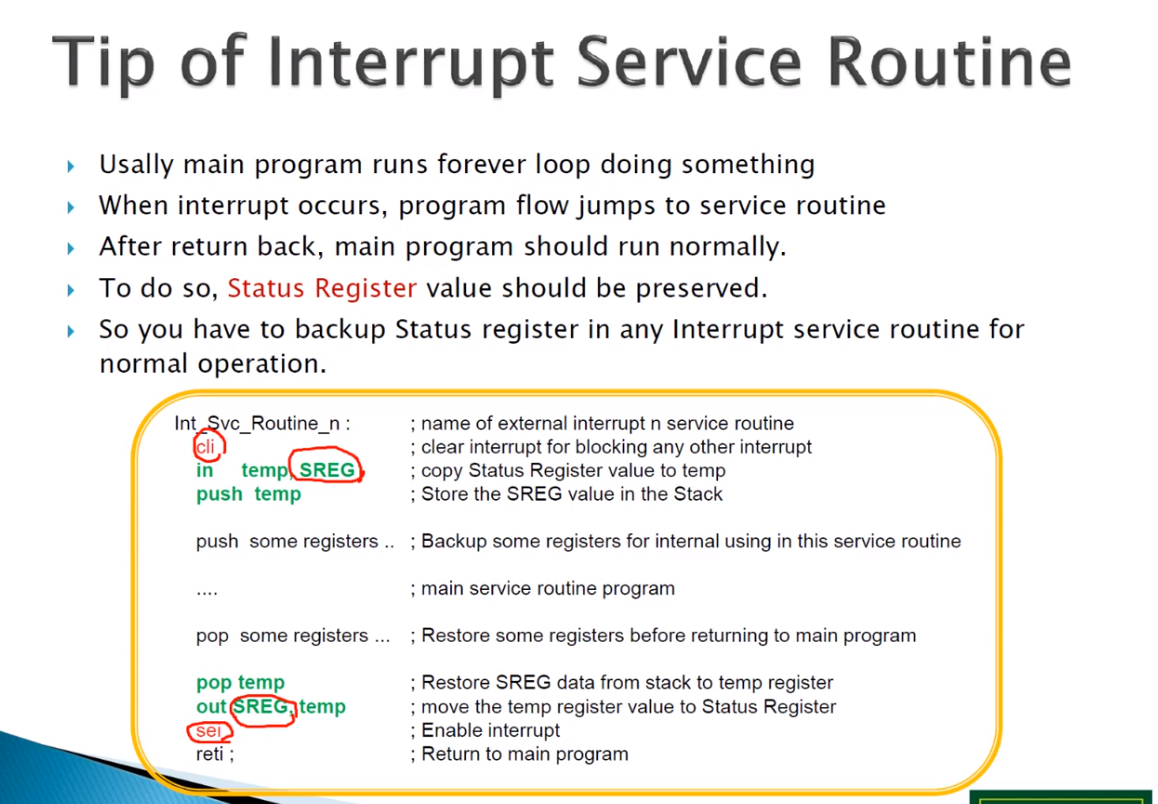 Tip of Interrupt Service Routine
Usally main program runs forever loop doing something
When interrupt occurs, program flow jumps to service routine
After return back, main program should run normally.
To do so, Status Register value should be preserved.
So you have to backup Status register in any Interrupt service routine for
normal operation.
Int_Svc_Routine_n : ; name of external interrupt n service routine
cli ; clear interrupt for blocking any other interrupt
in temp, SREG ; copy Status Register value to temp
push temp ; Store the SREG value in the Stack
push some registers .. ; Backup some registers for internal using in this service routine
.... ; main service routine program
pop some registers ... ; Restore some registers before returning to main program
pop temp ; Restore SREG data from stack to temp register
out SREG, temp ; move the temp register value to Status Register
sei ; Enable interrupt
reti ; ; Return to main program